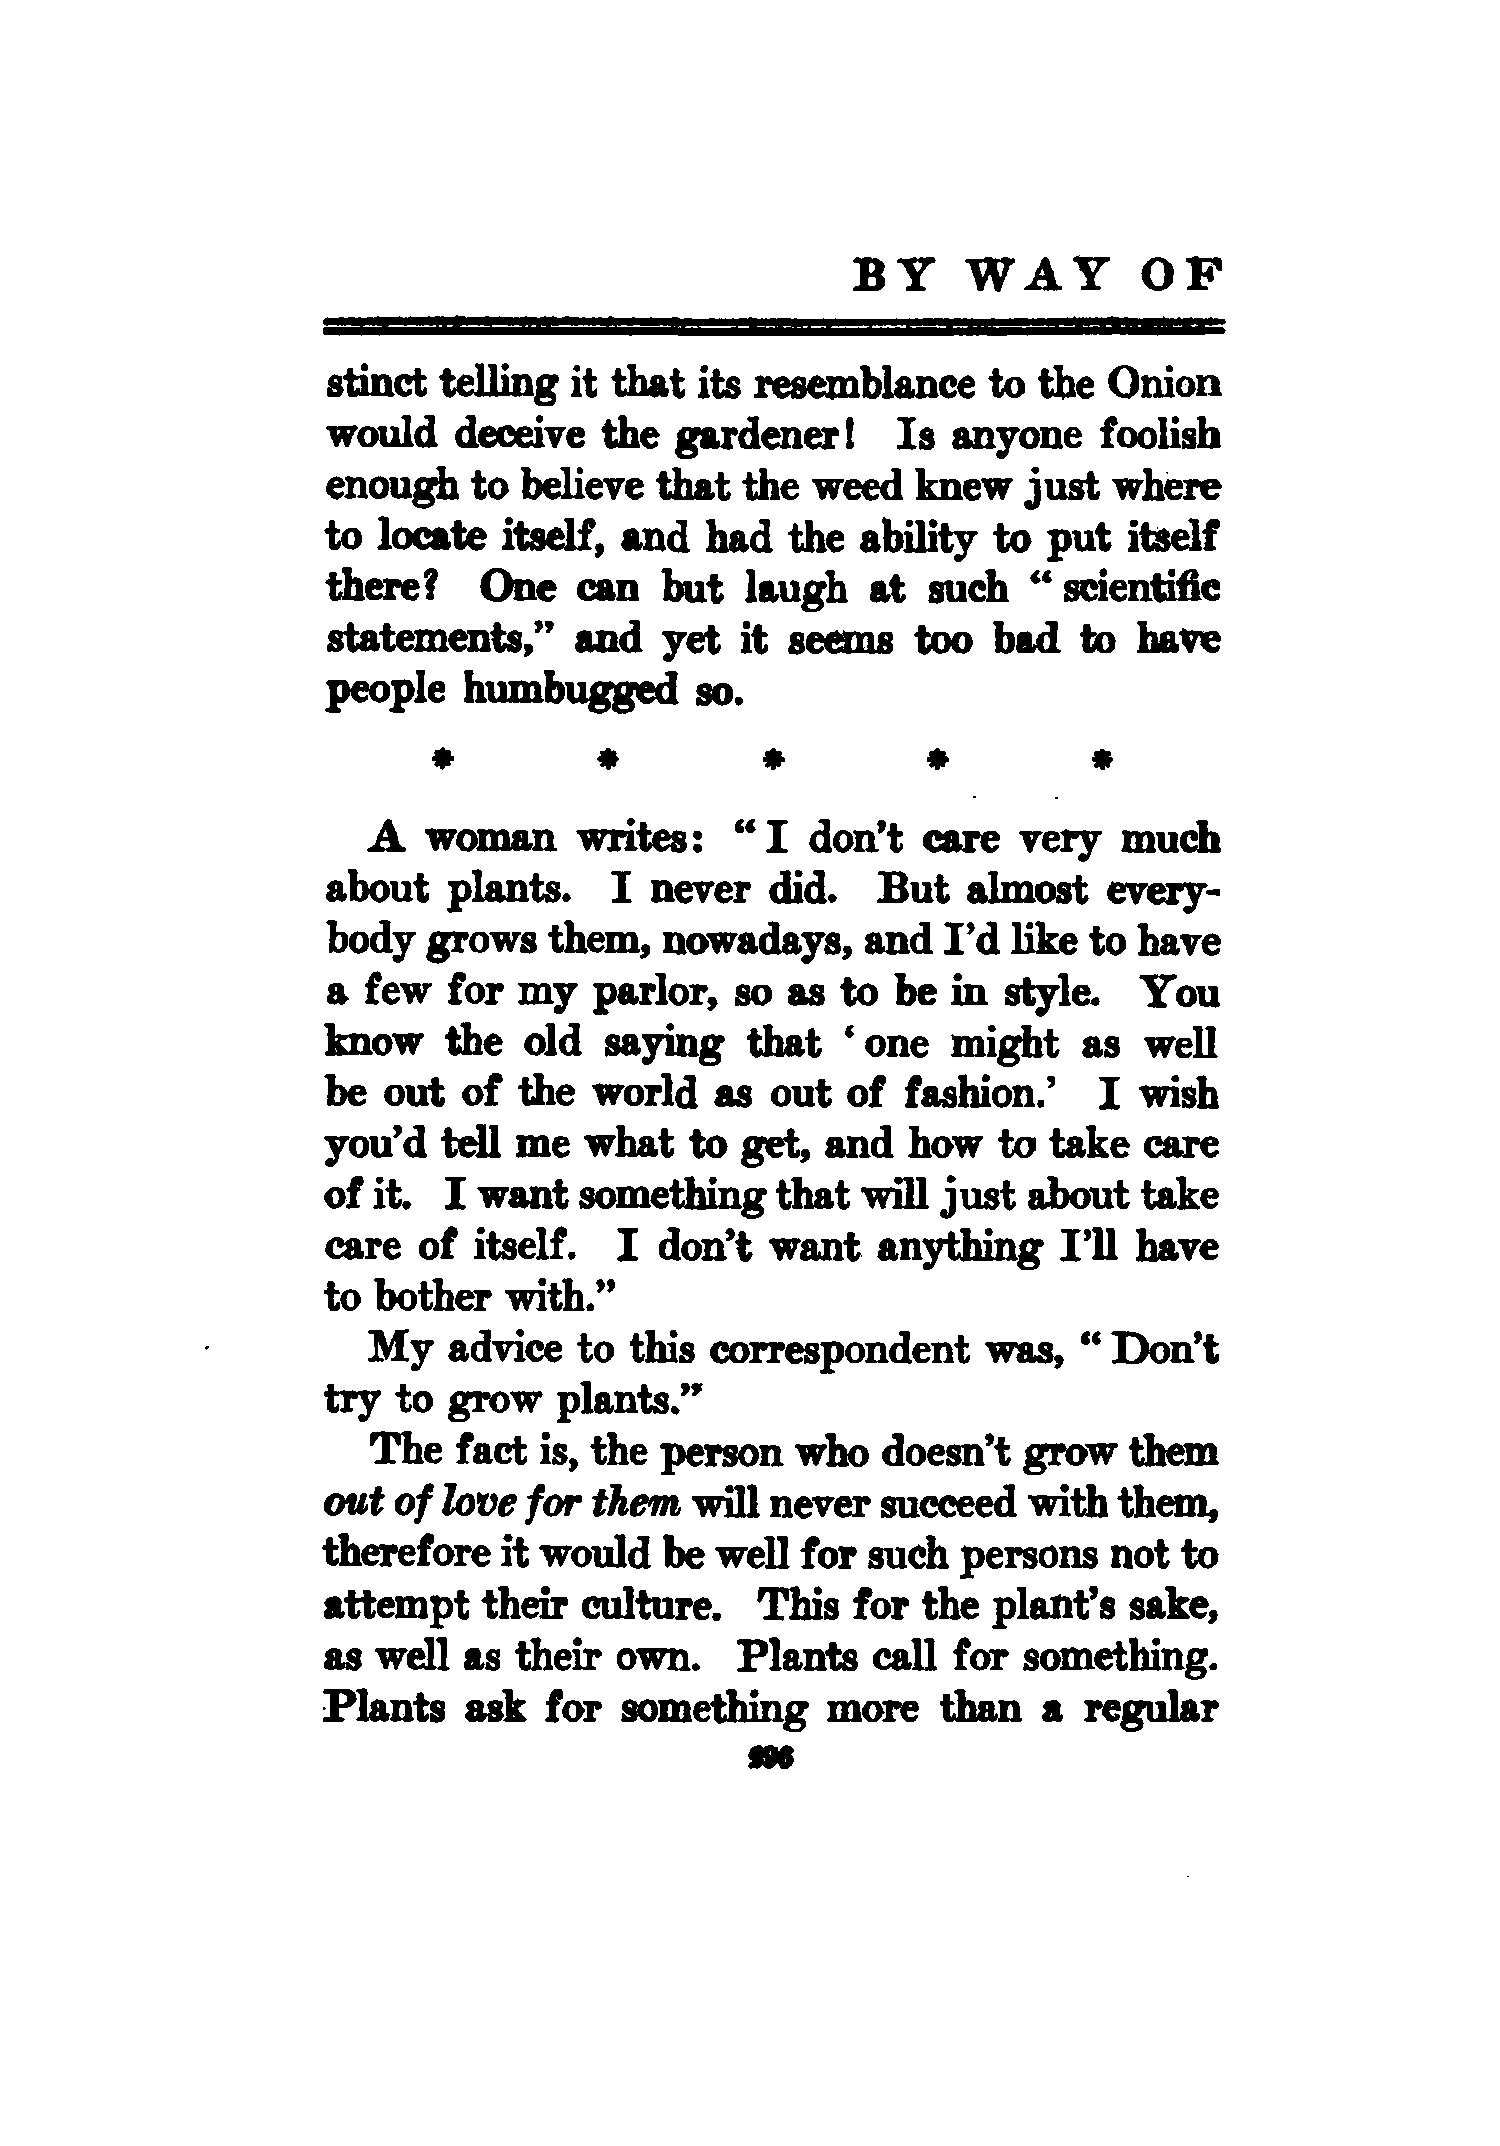 BY WAY OF
stinct telling it that its resemblance to the Onion
would deceive the gardener! Is anyone foolish
enough to believe that the weed knew just where
to locate itself, and had the ability to put itself
there? One can but laugh at such “ scientific
statements,” and yet it seems too bad to have
people humbugged so.
* * * * *
A woman writes: “ I don’t care very much
about plants. I never did. But almost every-
body grows them, nowadays, and I’d like to have
a few for my parlor, so as to be in style. You
know the old saying that ‘ one might as well
be out of the world as out of fashion.’ I wish
you’d tell me what to get, and how to take care
of it. I want something that will just about take
care of itself. I don’t want anything I’ll have
to bother with.”
My advice to this correspondent was, “ Don’t
try to grow plants.”
The fact is, the person who doesn’t grow them
out of love for them will never succeed with them,
therefore it would be well for such persons not to
attempt their culture. This for the plant’s sake,
as well as their own. Plants call for something.
Plants ask for something more than a regular